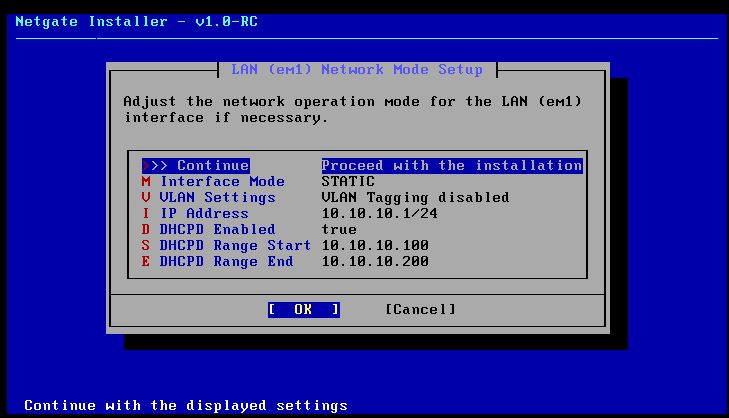 Netgate Installer - v1.0-RC
LAN (em1) Network Mode Setup
Adjust the network operation mode for the LAN (em1)
interface if necessary.
>>> Continue Proceed with the installation
M Interface Mode STATIC
V VLAN Settings VLAN Tagging disabled
I IP Address 10.10.10.1/24
D DHCPD Enabled true
S DHCPD Range Start 10.10.10.100
E DHCPD Range End 10.10.10.200
[ OK ] [Cancel]
Continue with the displayed settings